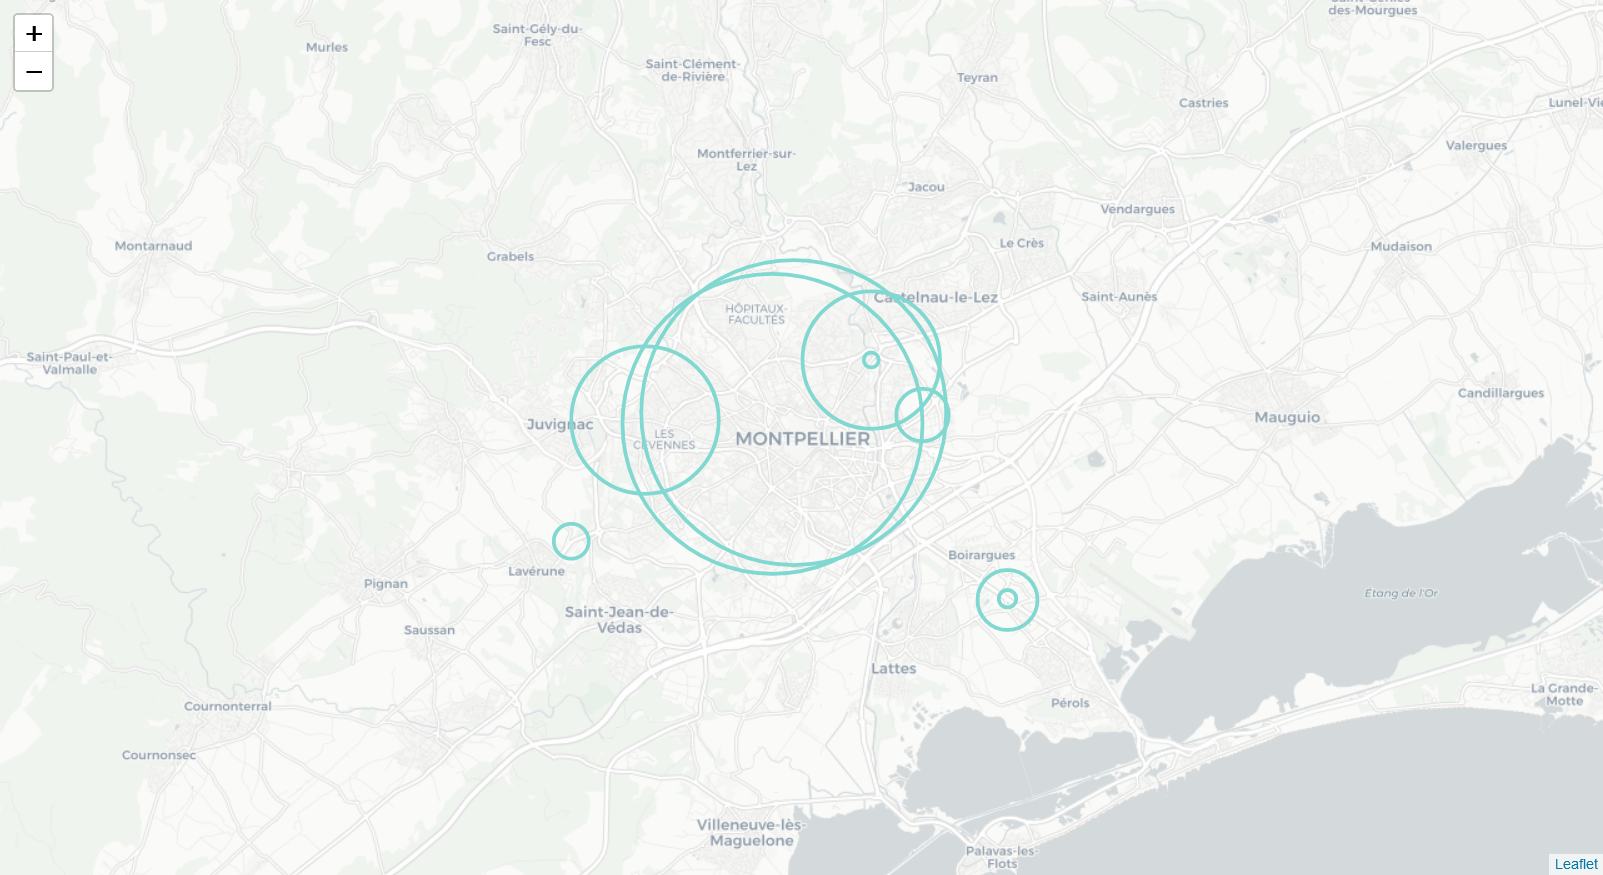 Saint-Génies
des-Mourgues
+
Saint-Gély-du-
Fesc
Murles
Saint-Clément-
de-Rivière
−
Teyran
Castries
Valergues
Montferrier-sur-
Lez
Jacou
Vendargues
Montarnaud
Grabels
Le Crès
Mudaison
Castelnau-le-Lez
Saint-Aunès
HÔPITAUX-
FACULTÉS
Saint-Paul-et-
Valmalle
Candillargues
Juvignac
LES
CÉVENNES
MONTPELLIER
Mauguio
Boirargues
Lavérune
Pignan
Etang de l'Or
Saint-Jean-de-
Védas
Saussan
Lattes
La Grande-
Motte
Cournonterral
Pérols
Cournonsec
Villeneuve-lès-
Maguelone
Palavas-les-
Flots
Leaflet